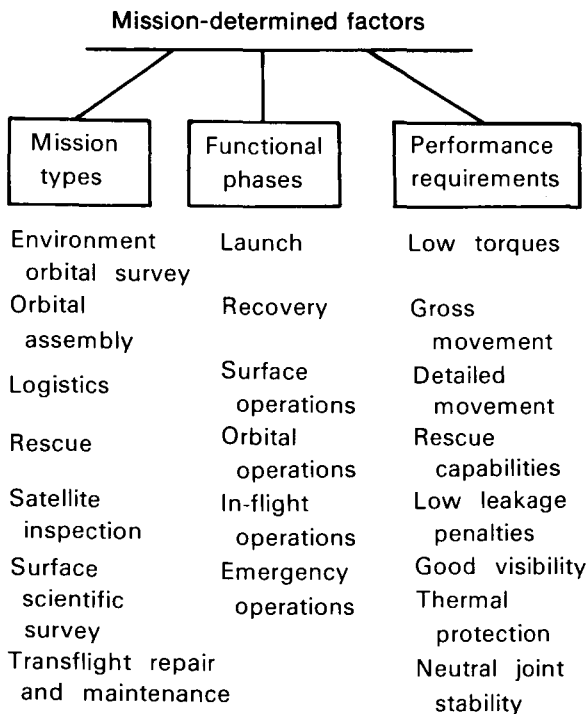 Mission-determined factors
Mission
types
Environment
orbital survey
Orbital
assembly
Logistics
Rescue
Satellite
inspection
Surface
scientific
survey
Transflight repair
and maintenance
Functional
phases
Launch
Recovery
Surface
operations
Orbital
operations
In-flight
operations
Emergency
operations
Performance
requirements
Low torques
Gross
movement
Detailed
movement
Rescue
capabilities
Low leakage
penalties
Good visibility
Thermal
protection
Neutral joint
stability